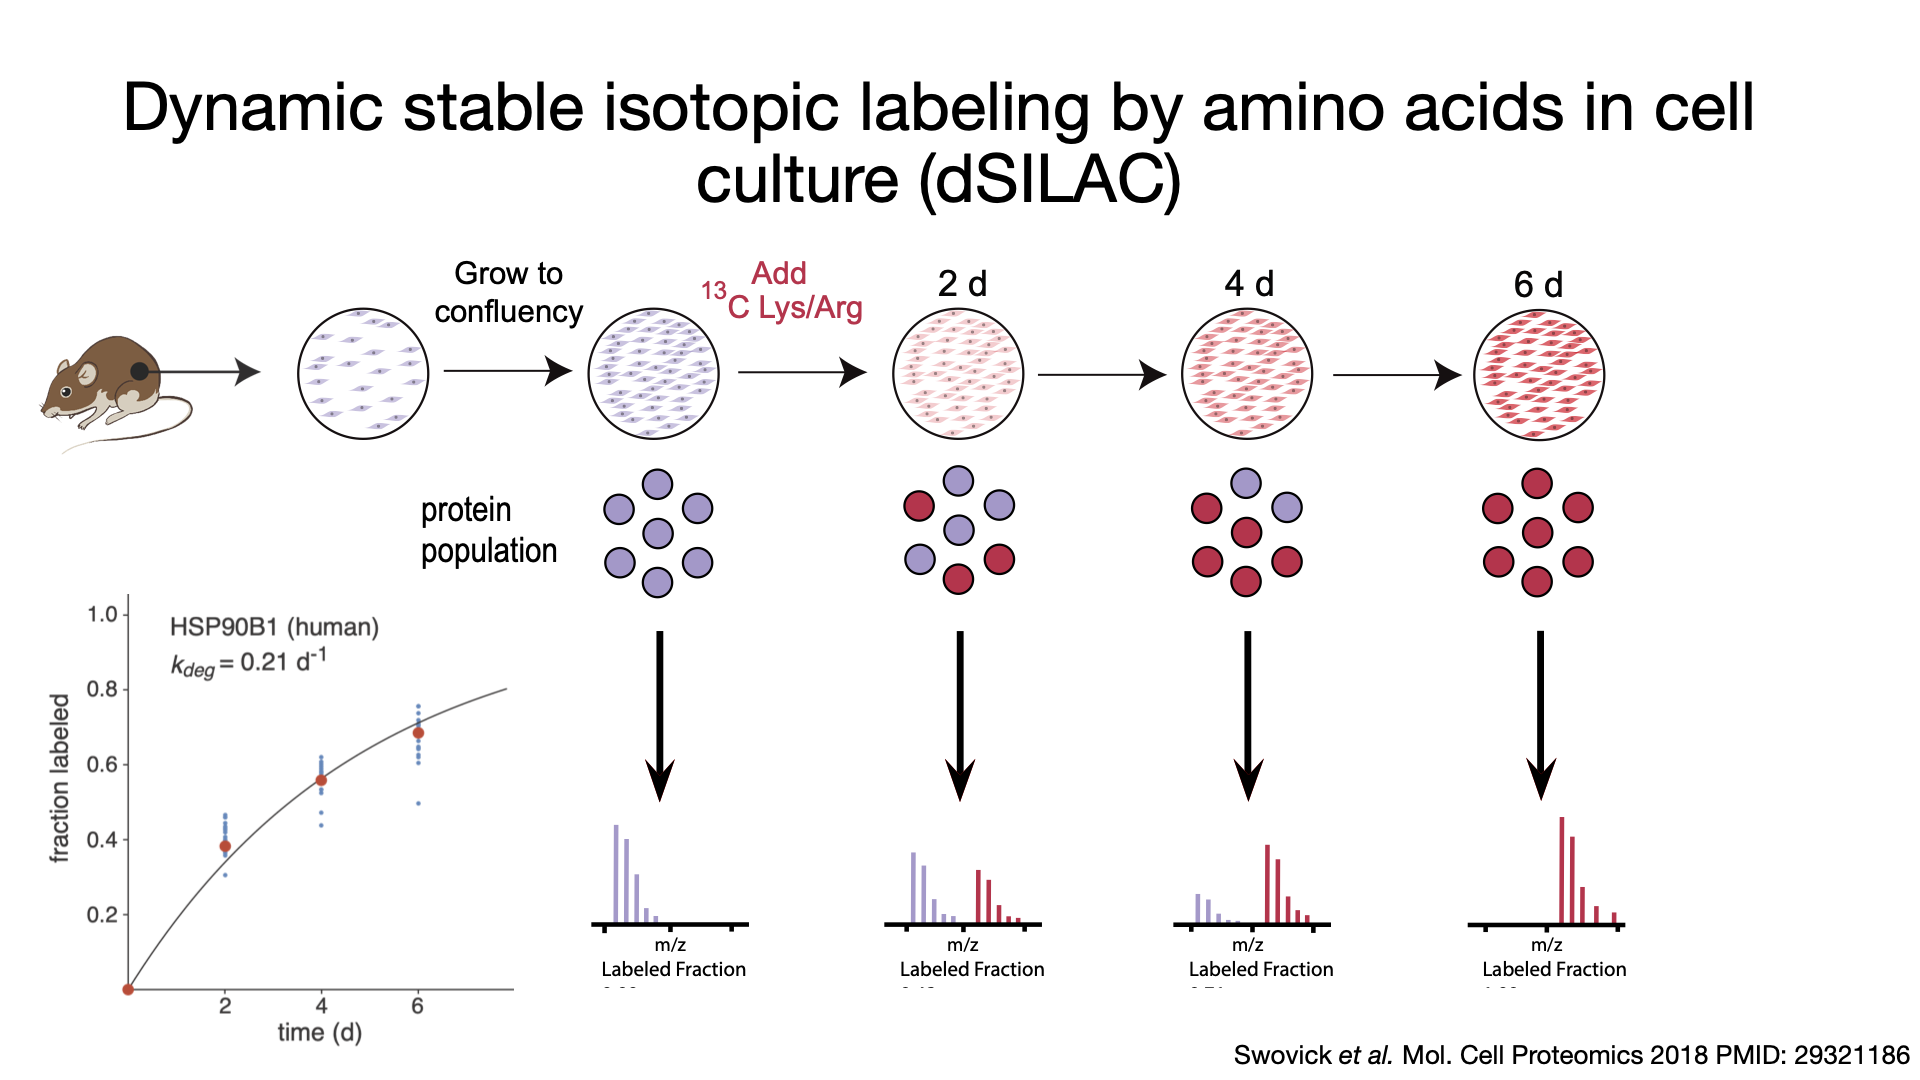 Dynamic stable isotopic labeling by amino acids in cell
culture (dSILAC)
Grow to
confluency
Add
¹³C Lys/Arg
2 d
4 d
6 d
protein
population
HSP90B1 (human)
k_deg = 0.21 d⁻¹
fraction labeled
1.0
0.8
0.6
0.4
0.2
2
4
6
time (d)
m/z
Labeled Fraction
m/z
Labeled Fraction
m/z
Labeled Fraction
m/z
Labeled Fraction
Swovick et al. Mol. Cell Proteomics 2018 PMID: 29321186